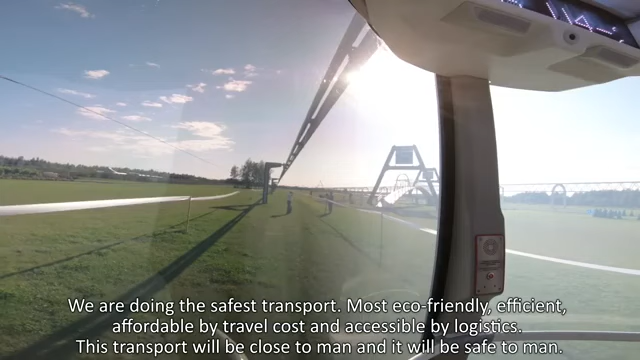 We are doing the safest transport. Most eco-friendly, efficient,
affordable by travel cost and accessible by logistics.
This transport will be close to man and it will be safe to man.